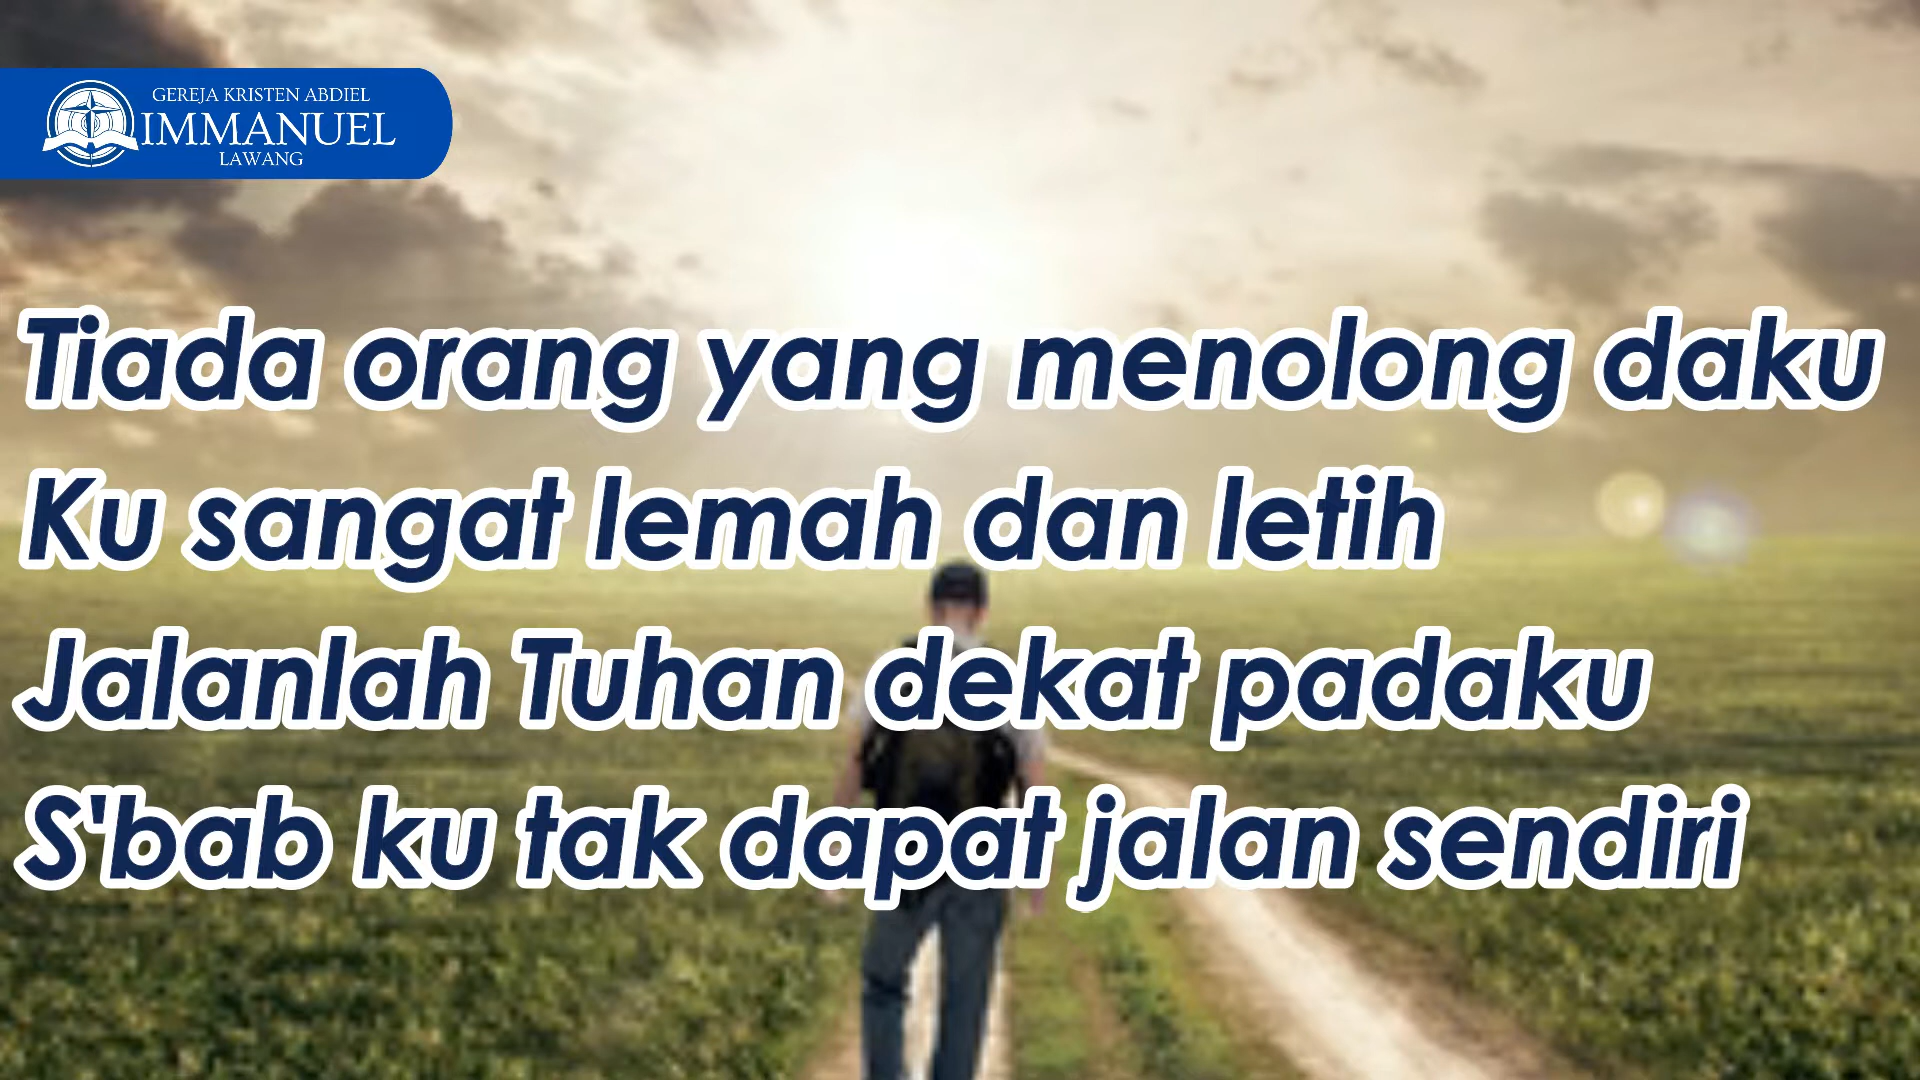 GEREJA KRISTEN ABDIEL
IMMANUEL
LAWANG
Tiada orang yang menolong daku
Ku sangat lemah dan letih
Jalanlah Tuhan dekat padaku
S'bab ku tak dapat jalan sendiri